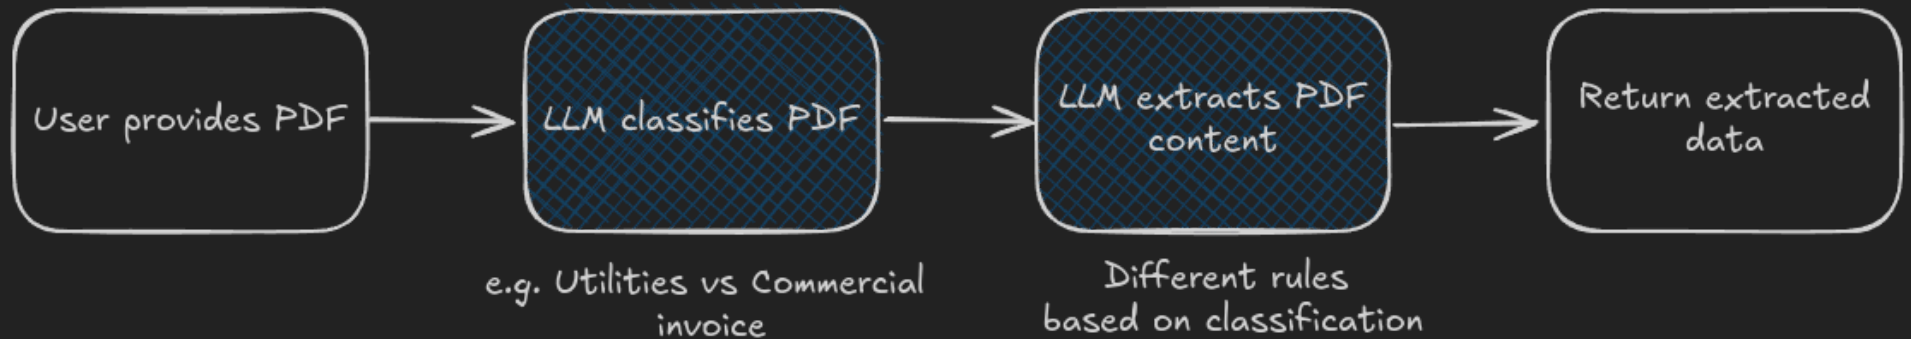 User provides PDF
LLM classifies PDF
e.g. Utilities vs Commercial
invoice
LLM extracts PDF
content
Different rules
based on classification
Return extracted
data